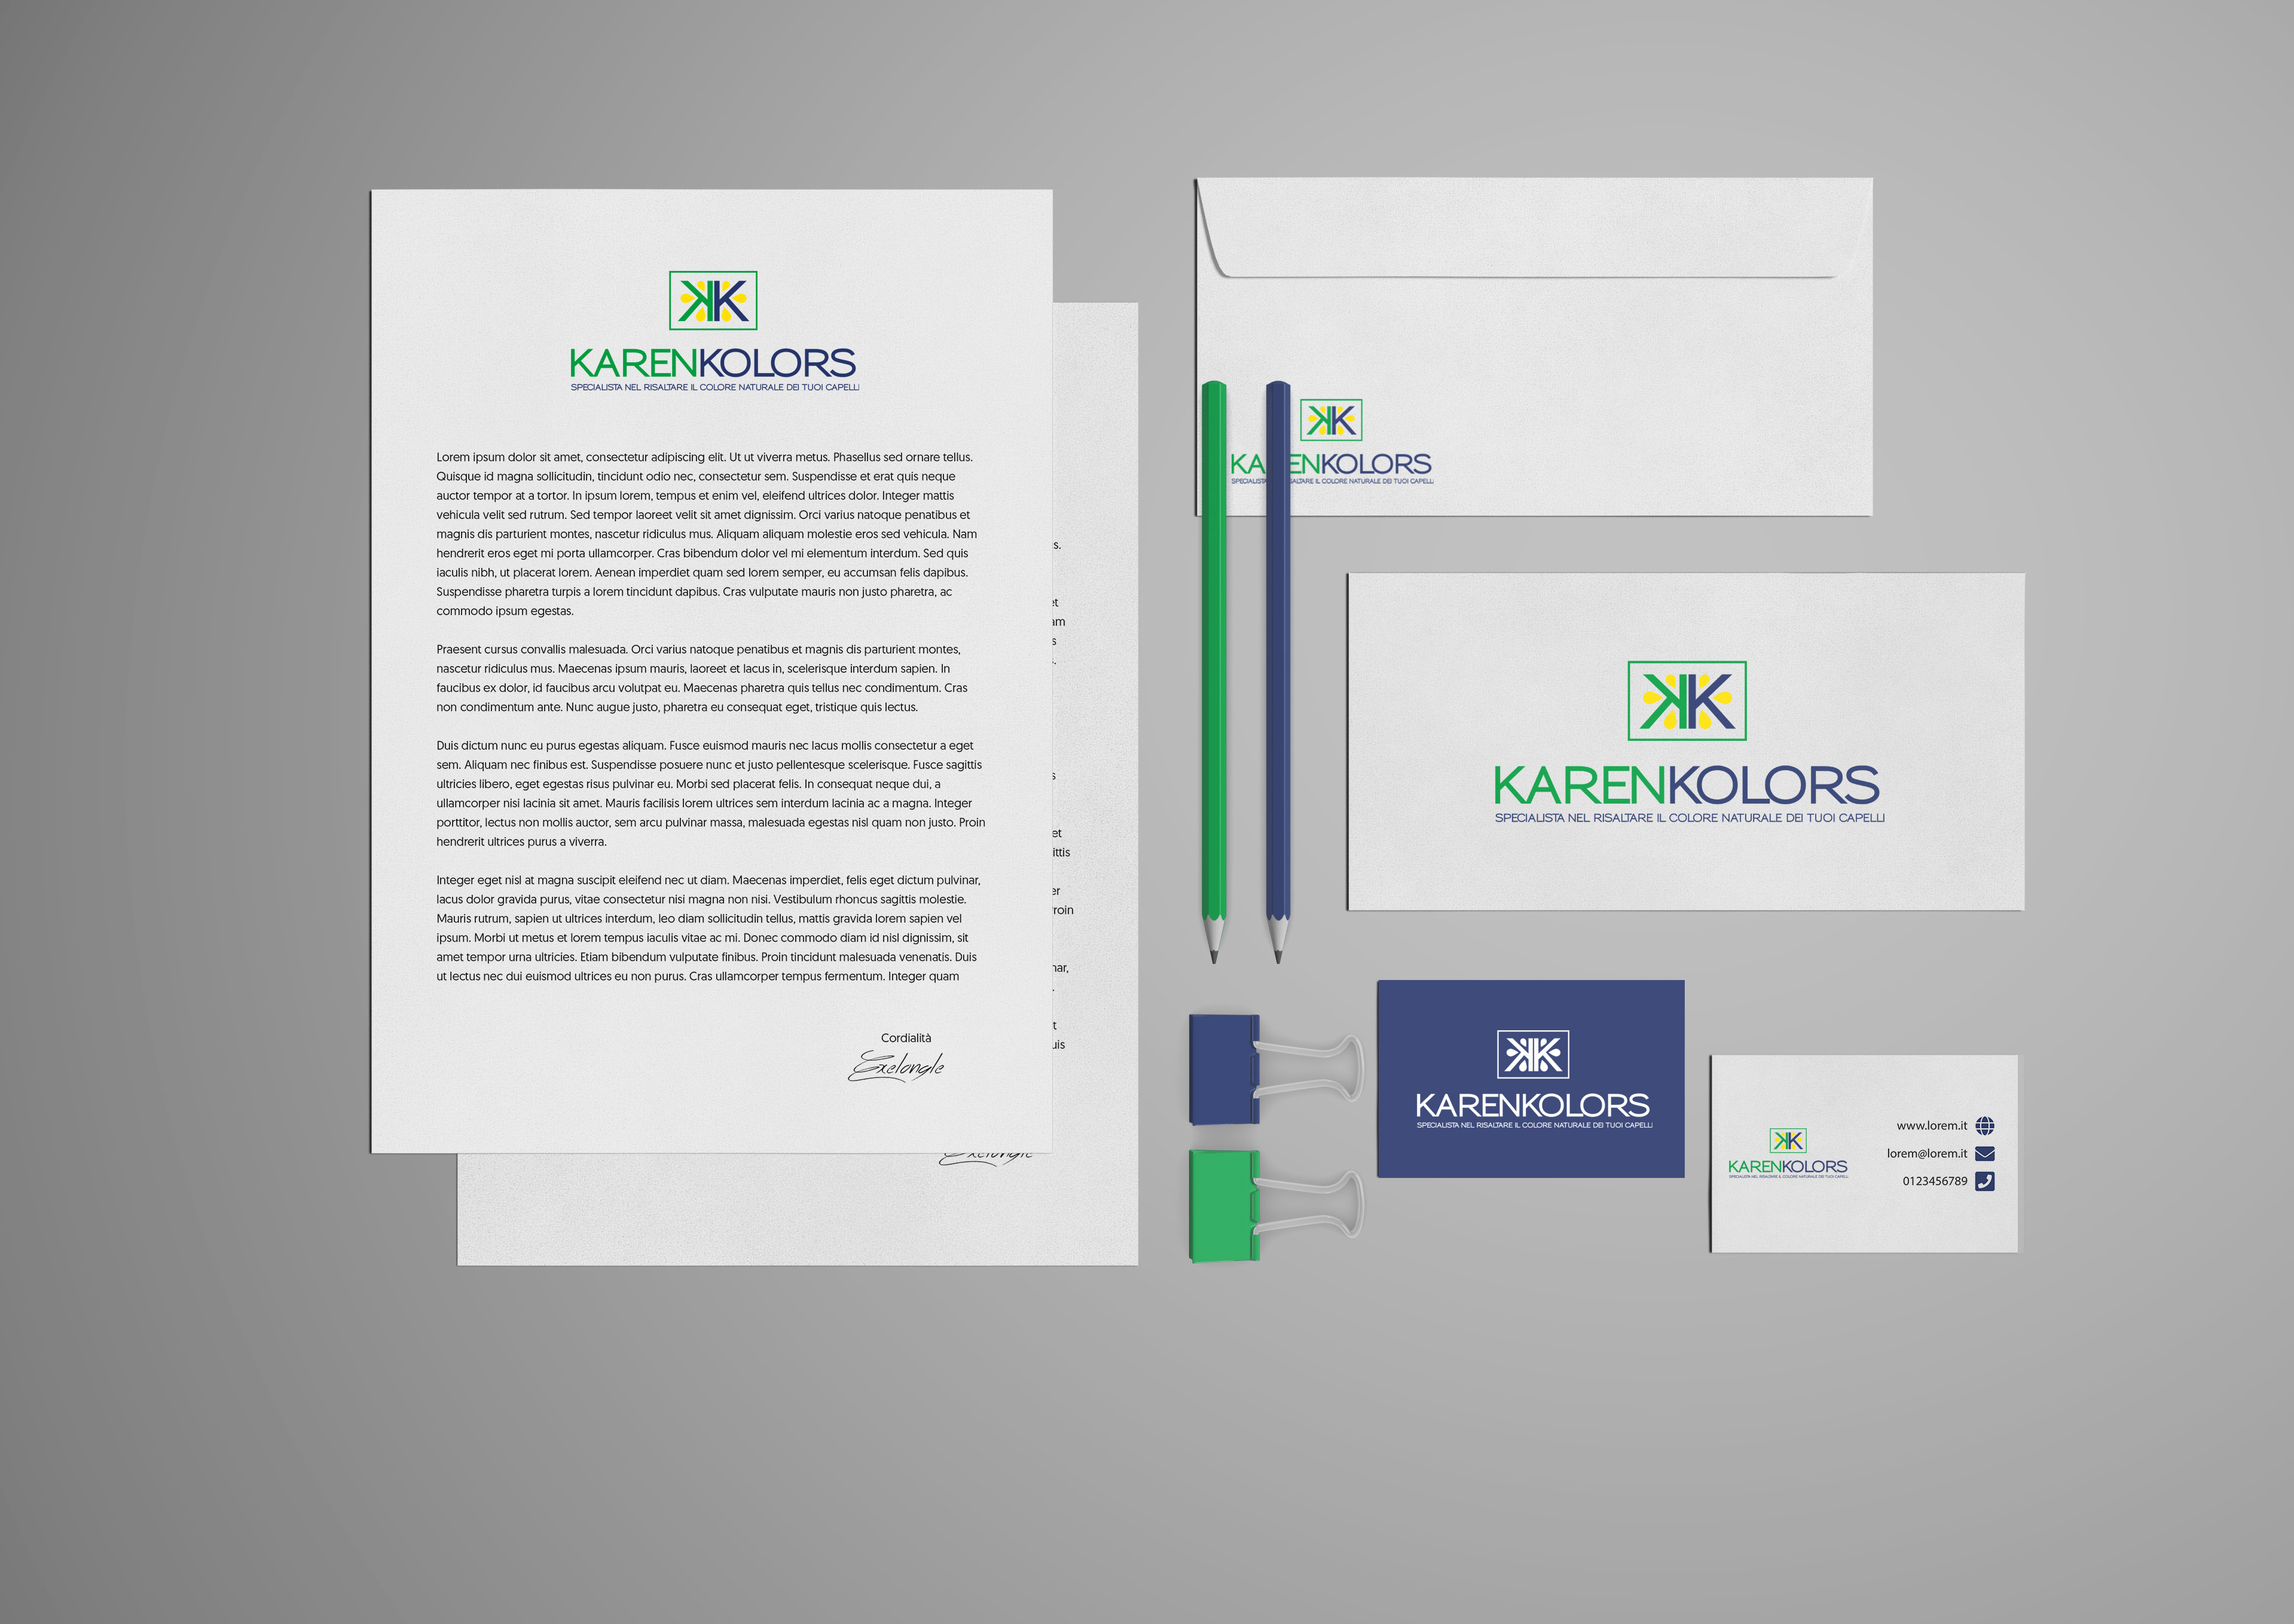 KK
KARENKOLORS
SPECIALISTA NEL RISALTARE IL COLORE NATURALE DEI TUOI CAPELLI
Lorem ipsum dolor sit amet, consectetur adipiscing elit. Ut ut viverra metus. Phasellus sed ornare tellus.
Quisque id magna sollicitudin, tincidunt odio nec, consectetur sem. Suspendisse et erat quis neque
auctor tempor at a tortor. In ipsum lorem, tempus et enim vel, eleifend ultrices dolor. Integer mattis
vehicula velit sed rutrum. Sed tempor laoreet velit sit amet dignissim. Orci varius natoque penatibus et
magnis dis parturient montes, nascetur ridiculus mus. Aliquam aliquam molestie eros sed vehicula. Nam
hendrerit eros eget mi porta ullamcorper. Cras bibendum dolor vel mi elementum interdum. Sed quis
iaculis nibh, ut placerat lorem. Aenean imperdiet quam sed lorem semper, eu accumsan felis dapibus.
Suspendisse pharetra turpis a lorem tincidunt dapibus. Cras vulputate mauris non justo pharetra, ac
commodo ipsum egestas.
Praesent cursus convallis malesuada. Orci varius natoque penatibus et magnis dis parturient montes,
nascetur ridiculus mus. Maecenas ipsum mauris, laoreet et lacus in, scelerisque interdum sapien. In
faucibus ex dolor, id faucibus arcu volutpat eu. Maecenas pharetra quis tellus nec condimentum. Cras
non condimentum ante. Nunc augue justo, pharetra eu consequat eget, tristique quis lectus.
Duis dictum nunc eu purus egestas aliquam. Fusce euismod mauris nec lacus mollis consectetur a eget
sem. Aliquam nec finibus est. Suspendisse posuere nunc et justo pellentesque scelerisque. Fusce sagittis
ultricies libero, eget egestas risus pulvinar eu. Morbi sed placerat felis. In consequat neque dui, a
ullamcorper nisi lacinia sit amet. Mauris facilisis lorem ultrices sem interdum lacinia ac a magna. Integer
porttitor, lectus non mollis auctor, sem arcu pulvinar massa, malesuada egestas nisl quam non justo. Proin
hendrerit ultrices purus a viverra.
Integer eget nisl at magna suscipit eleifend nec ut diam. Maecenas imperdiet, felis eget dictum pulvinar,
lacus dolor gravida purus, vitae consectetur nisi magna non nisi. Vestibulum rhoncus sagittis molestie.
Mauris rutrum, sapien ut ultrices interdum, leo diam sollicitudin tellus, mattis gravida lorem sapien vel
ipsum. Morbi ut metus et lorem tempus iaculis vitae ac mi. Donec commodo diam id nisl dignissim, sit
amet tempor urna ultricies. Etiam bibendum vulputate finibus. Proin tincidunt malesuada venenatis. Duis
ut lectus nec dui euismod ultrices eu non purus. Cras ullamcorper tempus fermentum. Integer quam
Cordialità
Exelongle
KK
KA ENKOLORS
SPECIALIST SALTARE IL COLORE NATURALE DEI TUOI CAPELLI
KK
KARENKOLORS
SPECIALISTA NEL RISALTARE IL COLORE NATURALE DEI TUOI CAPELLI
KK
KARENKOLORS
SPECIALISTA NEL RISALTARE IL COLORE NATURALE DEI TUOI CAPELLI
KK
KARENKOLORS
SPECIALISTA NEL RISALTARE IL COLORE NATURALE DEI TUOI CAPELLI
www.lorem.it
lorem@lorem.it
0123456789